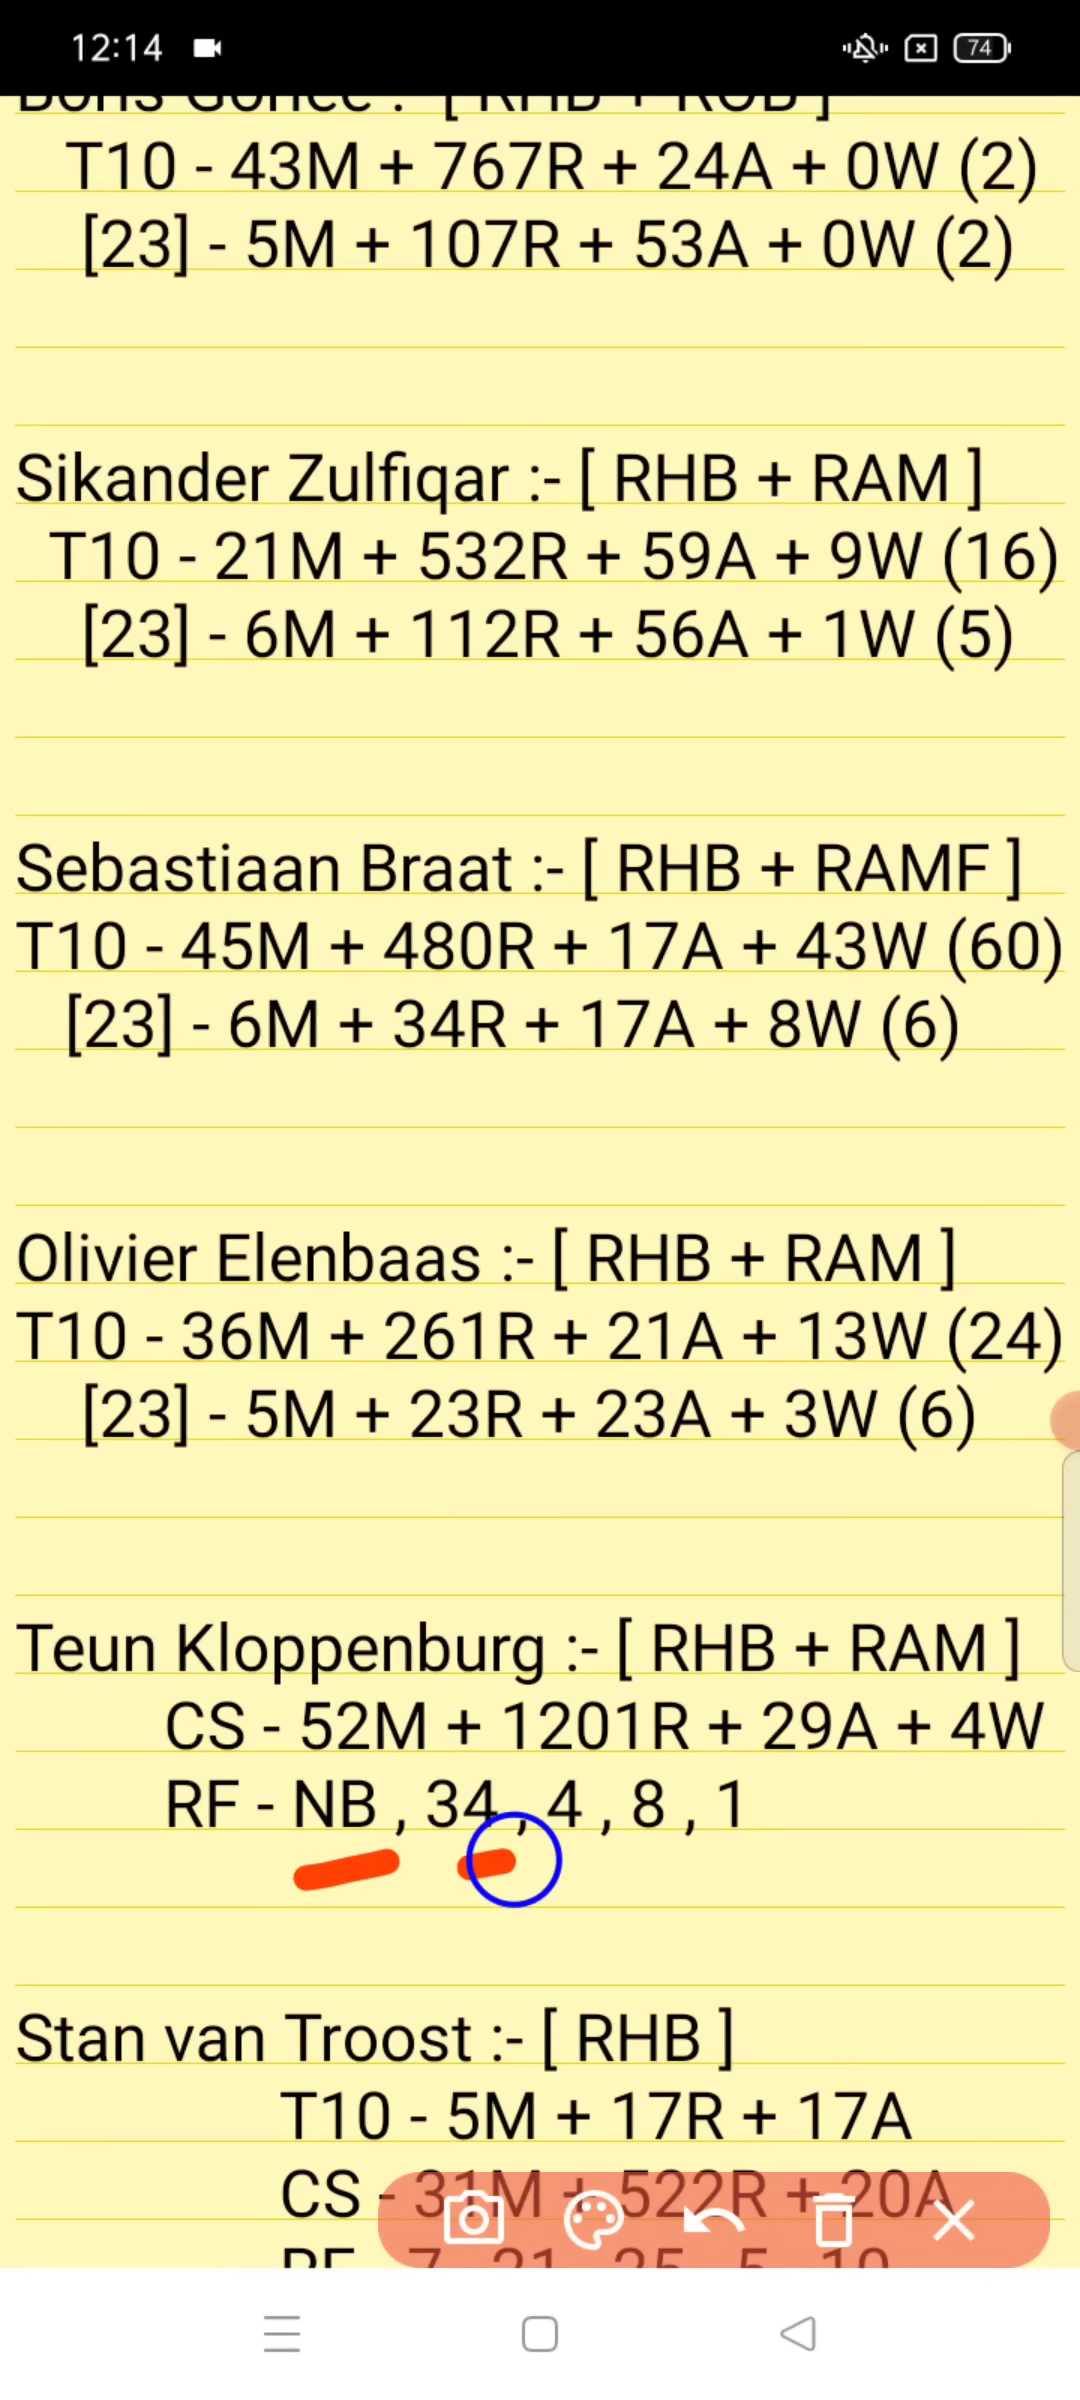 12:14
74
T10 - 43M + 767R + 24A + 0W (2)
[23] - 5M + 107R + 53A + 0W (2)
Sikander Zulfiqar :- [ RHB + RAM ]
T10 - 21M + 532R + 59A + 9W (16)
[23] - 6M + 112R + 56A + 1W (5)
Sebastiaan Braat :- [ RHB + RAMF ]
T10 - 45M + 480R + 17A + 43W (60)
[23] - 6M + 34R + 17A + 8W (6)
Olivier Elenbaas :- [ RHB + RAM ]
T10 - 36M + 261R + 21A + 13W (24)
[23] - 5M + 23R + 23A + 3W (6)
Teun Kloppenburg :- [ RHB + RAM ]
CS - 52M + 1201R + 29A + 4W
RF - NB , 34 , 4 , 8 , 1
Stan van Troost :- [ RHB ]
T10 - 5M + 17R + 17A
CS - 31M + 522R + 20A